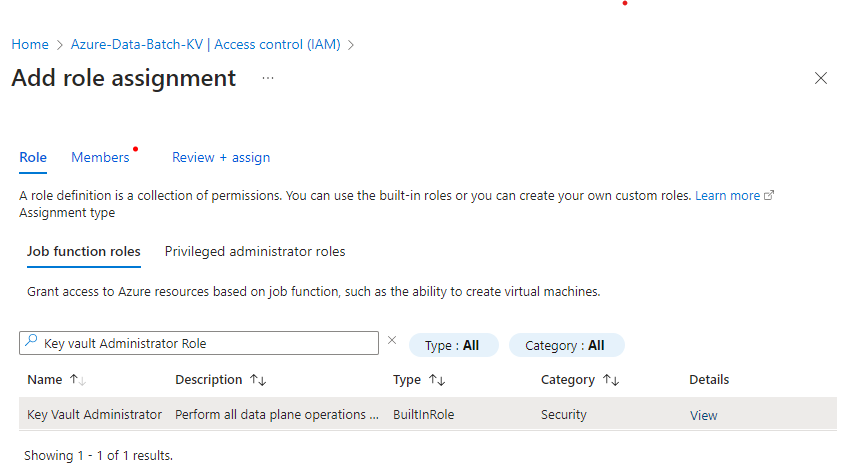 Home > Azure-Data-Batch-KV | Access control (IAM) >
Add role assignment ...
Role Members Review + assign
A role definition is a collection of permissions. You can use the built-in roles or you can create your own custom roles. Learn more
Assignment type
Job function roles Privileged administrator roles
Grant access to Azure resources based on job function, such as the ability to create virtual machines.
Key vault Administrator Role Type : All Category : All
Name Description Type Category Details
Key Vault Administrator Perform all data plane operations ... BuiltInRole Security View
Showing 1 - 1 of 1 results.